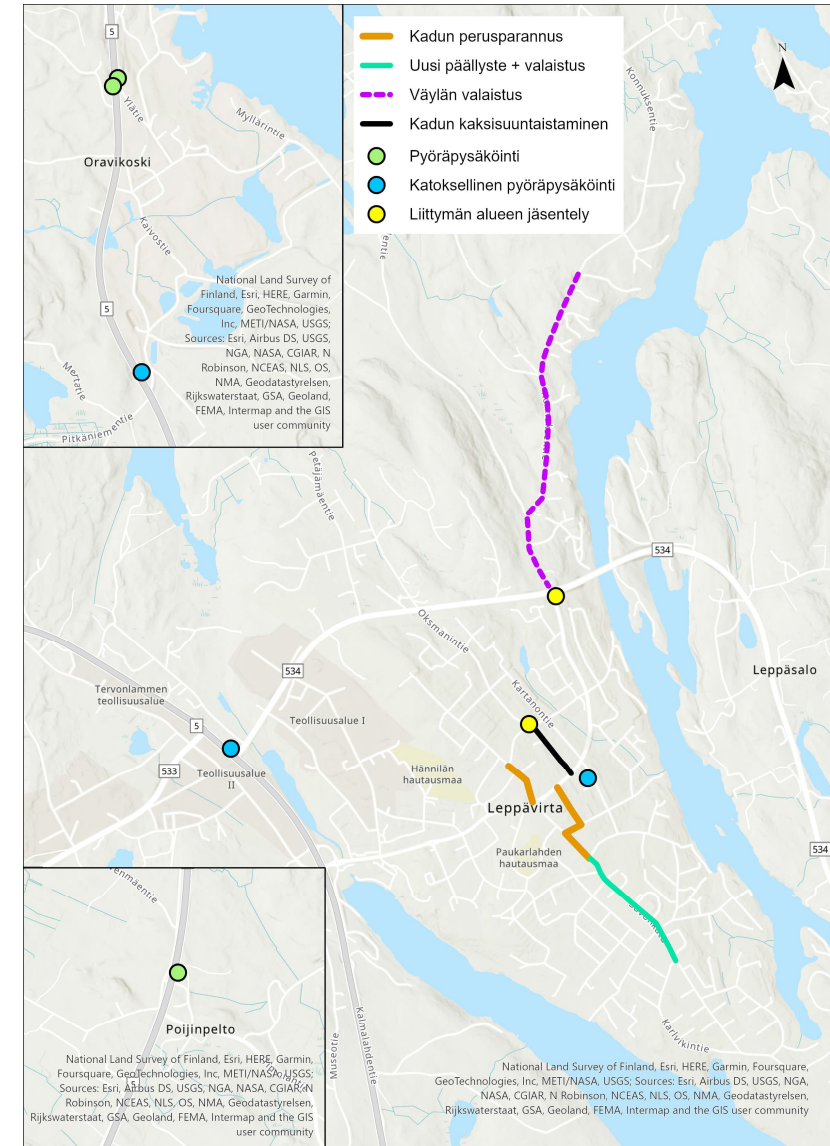 Kadun perusparannus
Uusi päällyste + valaistus
Väylän valaistus
Kadun kaksisuuntaistaminen
Pyöräpysäköinti
Katoksellinen pyöräpysäköinti
Liittymän alueen jäsentely
N
Konnuksentie
5
Ylätie
Myllärintie
Oravikoski
Kaivostie
5
Mertatie
Pitkäniementie
National Land Survey of
Finland, Esri, HERE, Garmin,
Foursquare, GeoTechnologies,
Inc, METI/NASA, USGS;
Sources: Esri, Airbus DS, USGS,
NGA, NASA, CGIAR, N
Robinson, NCEAS, NLS, OS,
NMA, Geodatastyrelsen,
Rijkswaterstaat, GSA, Geoland,
FEMA, Intermap and the GIS
user community
Petäjämäentie
534
Oksmanintie
534
Leppäsalo
Kartanontie
Tervonlammen
teollisuusalue
5
Teollisuusalue I
533
Teollisuusalue
II
Hännilän
hautausmaa
Leppävirta
Paukarlahden
hautausmaa
534
Poijinpelto
5
National Land Survey of Finland, Esri, HERE, Garmin,
Foursquare, GeoTechnologies, Inc, METI/NASA, USGS;
Sources: Esri, Airbus DS, USGS, NGA, NASA, CGIAR, N
Robinson, NCEAS, NLS, OS, NMA, Geodatastyrelsen,
Rijkswaterstaat, GSA, Geoland, FEMA, Intermap and the GIS
user community
Museotie
Kalmalahdentie
Karivikintie
National Land Survey of Finland, Esri, HERE, Garmin, Foursquare,
GeoTechnologies, Inc, METI/NASA, USGS; Sources: Esri, Airbus DS, USGS, NGA,
NASA, CGIAR, N Robinson, NCEAS, NLS, OS, NMA, Geodatastyrelsen,
Rijkswaterstaat, GSA, Geoland, FEMA, Intermap and the GIS user community